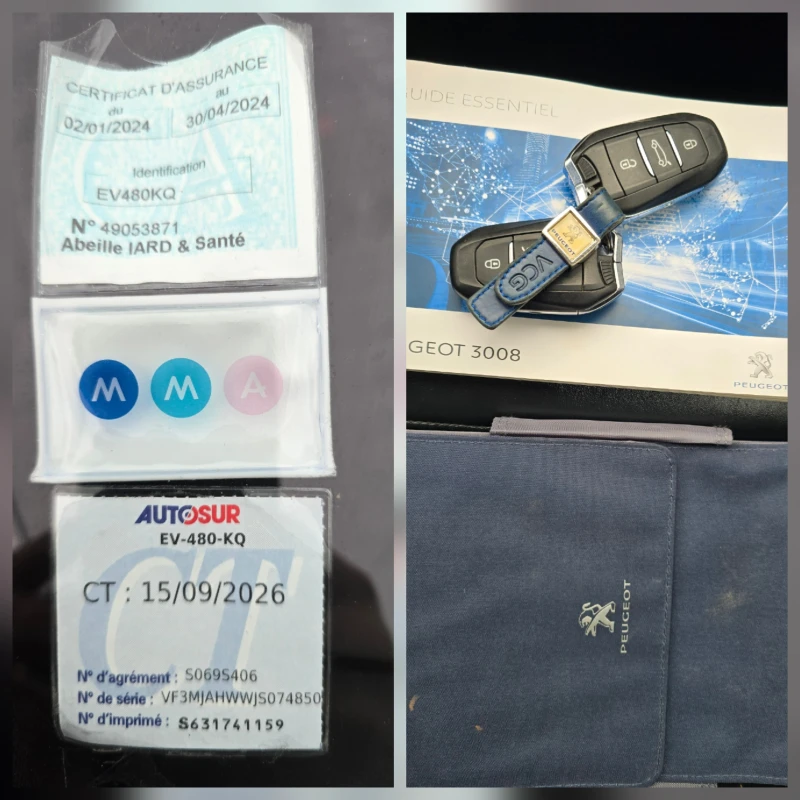 CERTIFICAT D'ASSURANCE
du
au
02/01/2024
30/04/2024
Identification
EV480KQ
N° 49053871
Abeille IARD & Santé
M M A
AUTOSUR
EV-480-KQ
CT
CT : 15/09/2026
N° d'agrément : S069S406
N° de série : VF3MJAHWWJS074850
N° d'imprimé : S631741159
GUIDE ESSENTIEL
PEUGEOT
VCG
GEOT 3008
PEUGEOT
PEUGEOT